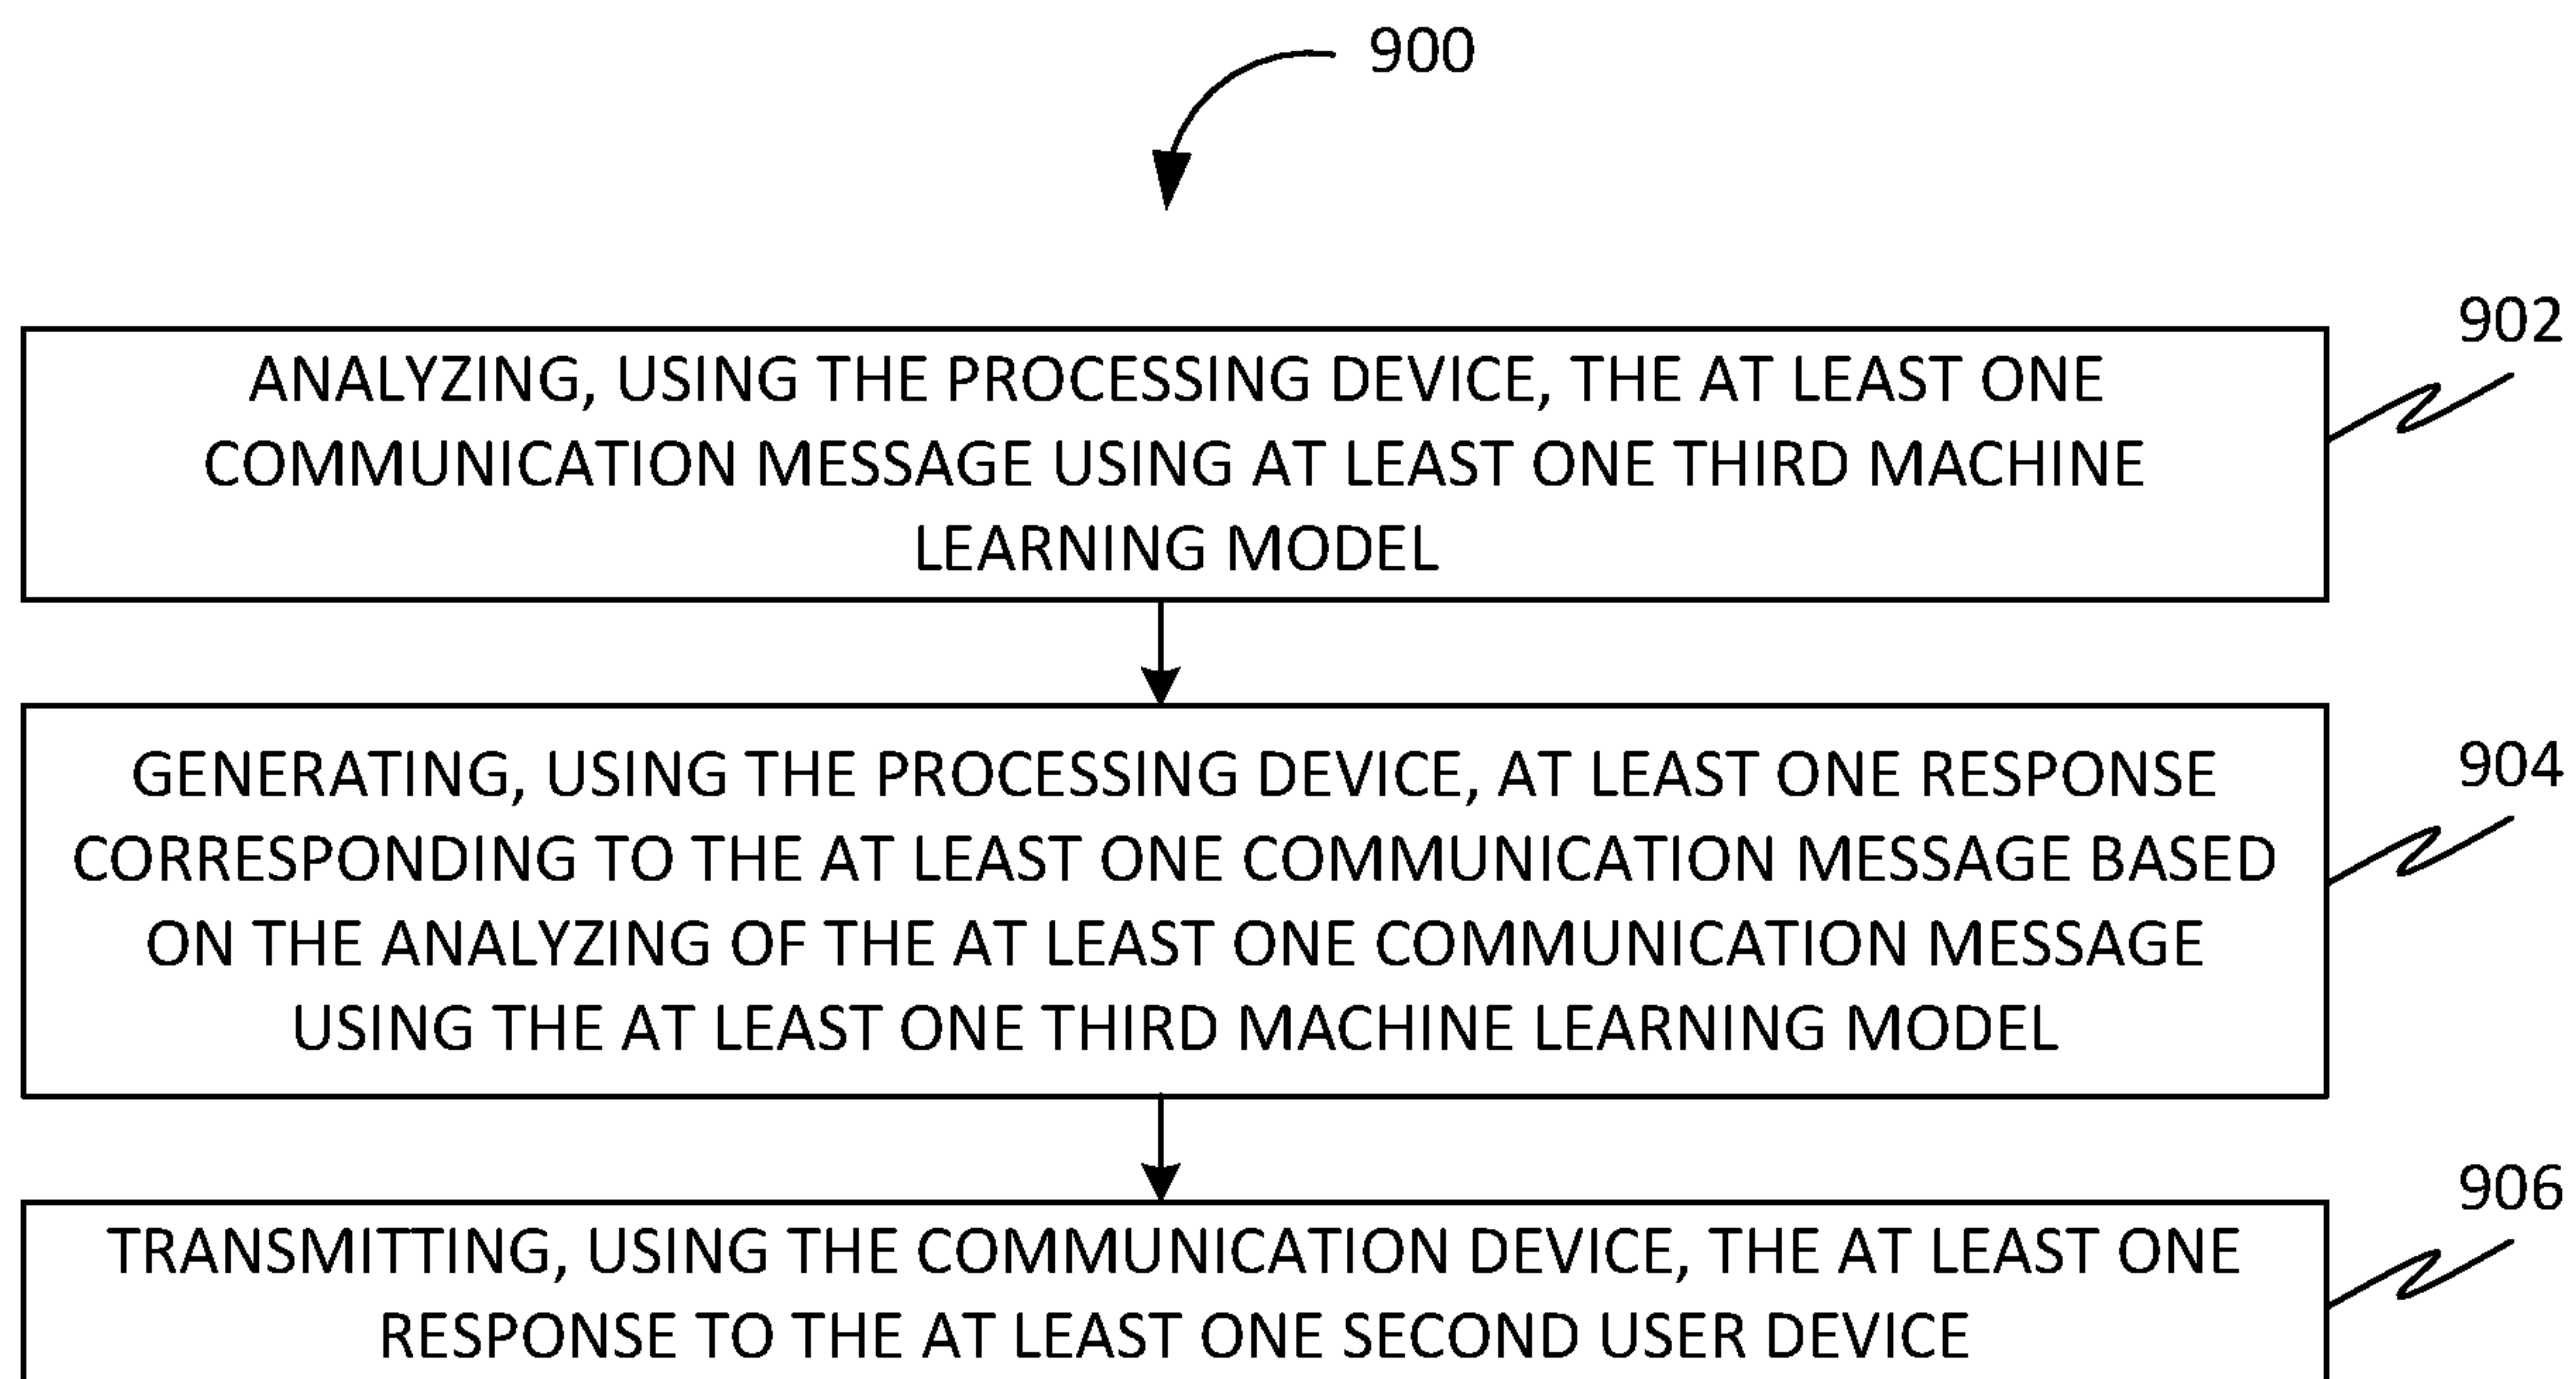 900
902
ANALYZING, USING THE PROCESSING DEVICE, THE AT LEAST ONE
COMMUNICATION MESSAGE USING AT LEAST ONE THIRD MACHINE
LEARNING MODEL
904
GENERATING, USING THE PROCESSING DEVICE, AT LEAST ONE RESPONSE
CORRESPONDING TO THE AT LEAST ONE COMMUNICATION MESSAGE BASED
ON THE ANALYZING OF THE AT LEAST ONE COMMUNICATION MESSAGE
USING THE AT LEAST ONE THIRD MACHINE LEARNING MODEL
906
TRANSMITTING, USING THE COMMUNICATION DEVICE, THE AT LEAST ONE
RESPONSE TO THE AT LEAST ONE SECOND USER DEVICE